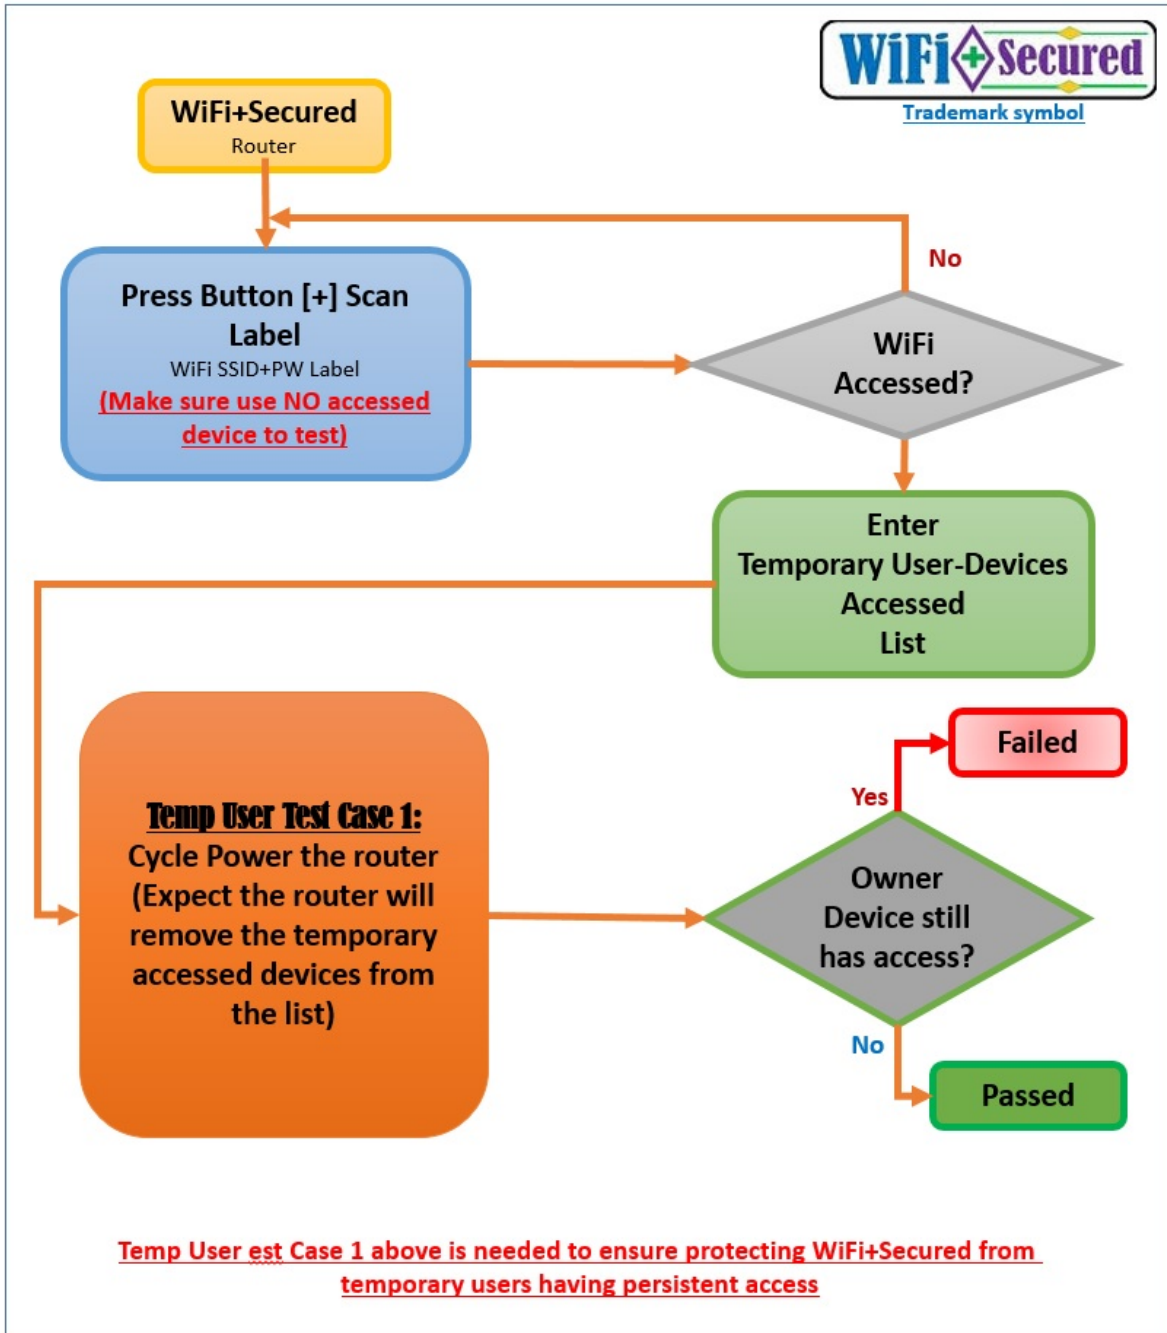 WiFi+Secured
Trademark symbol
WiFi+Secured
Router
No
Press Button [+] Scan
Label
WiFi SSID+PW Label
(Make sure use NO accessed
device to test)
WiFi
Accessed?
Enter
Temporary User-Devices
Accessed
List
Failed
Yes
Temp User Test Case 1:
Cycle Power the router
(Expect the router will
remove the temporary
accessed devices from
the list)
Owner
Device still
has access?
No
Passed
Temp User est Case 1 above is needed to ensure protecting WiFi+Secured from
temporary users having persistent access